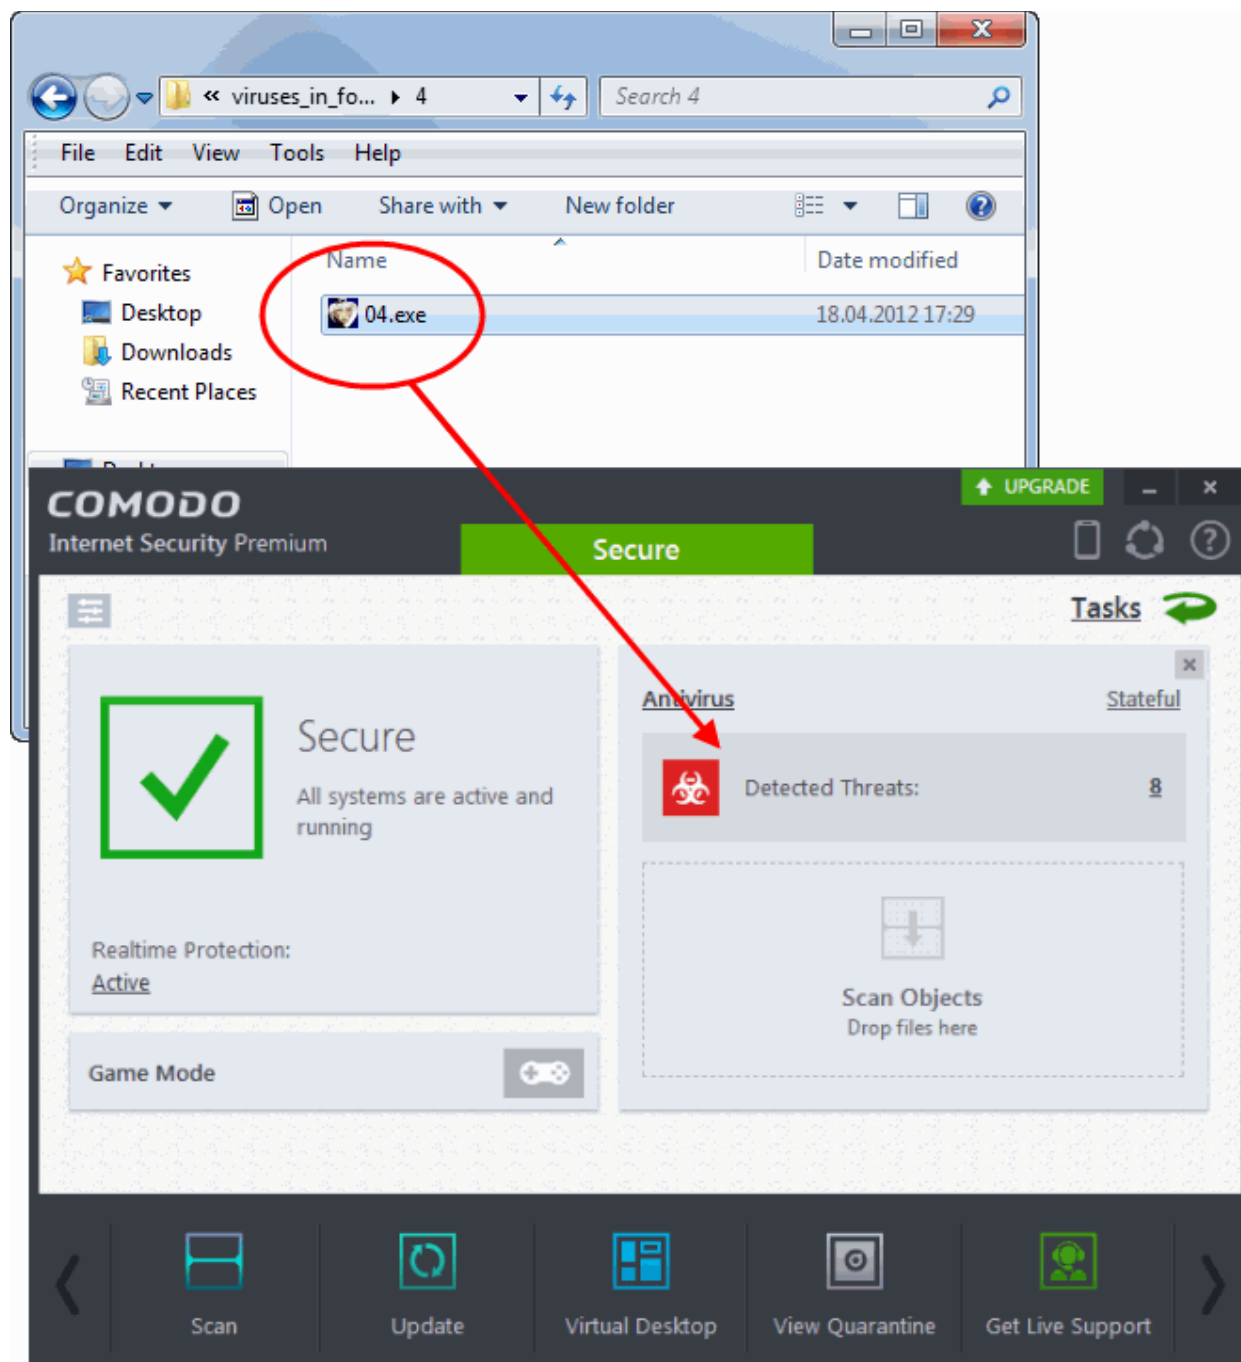 « viruses_in_fo... 4
Search 4
File Edit View Tools Help
Organize Open Share with New folder
Name Date modified
Favorites
Desktop
Downloads
Recent Places
04.exe 18.04.2012 17:29
COMODO
Internet Security Premium
UPGRADE
Secure
Tasks
Secure
All systems are active and
running
Realtime Protection:
Active
Game Mode
Antivirus Stateful
Detected Threats: 8
Scan Objects
Drop files here
Scan Update Virtual Desktop View Quarantine Get Live Support